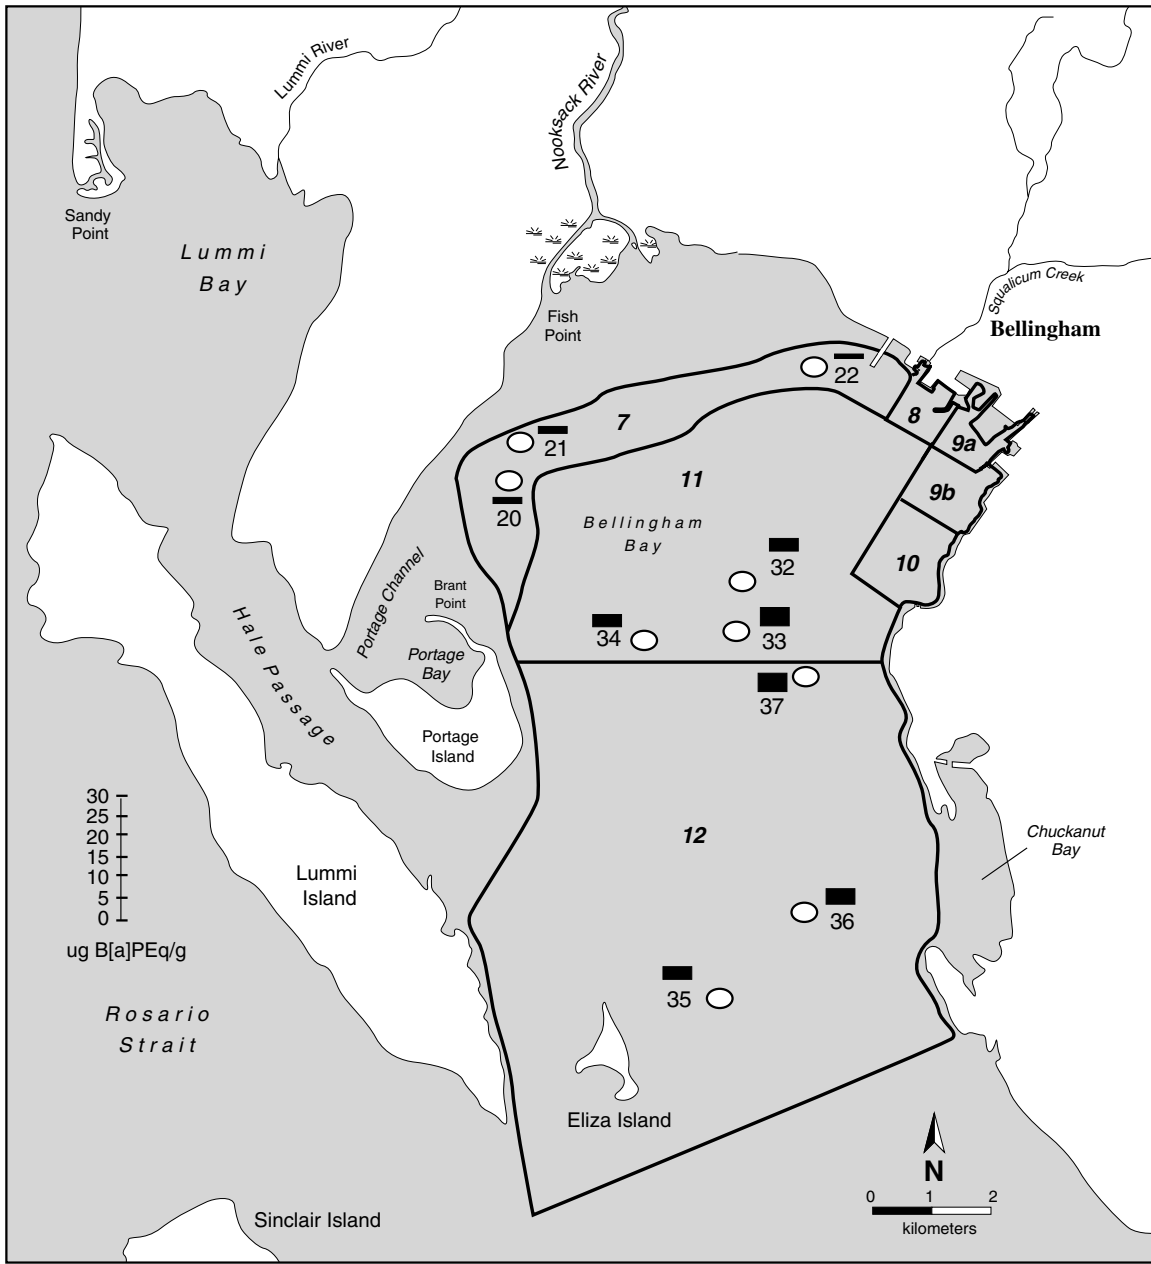 Lummi River
Nooksack River
Sandy
Point
Lummi
Bay
Squalicum Creek
Bellingham
Fish
Point
22
7
8
21
9a
11
9b
20
Bellingham
Bay
32
10
Portage Channel
Brant
Point
Hale Passage
34
33
Portage
Bay
37
Portage
Island
30
25
20
15
10
5
0
ug B[a]PEq/g
12
Chuckanut
Bay
Lummi
Island
36
35
Rosario
Strait
Eliza Island
N
0 1 2
kilometers
Sinclair Island